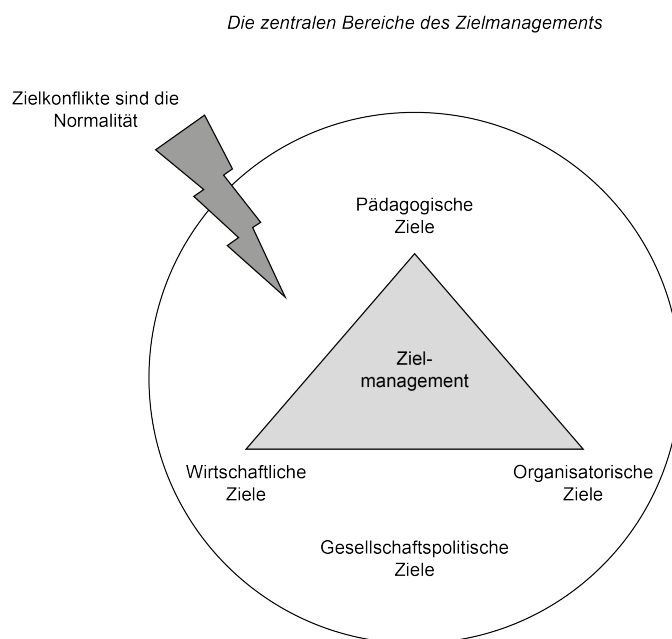 Die zentralen Bereiche des Zielmanagements
Zielkonflikte sind die
Normalität
Pädagogische
Ziele
Ziel-
management
Wirtschaftliche
Ziele
Organisatorische
Ziele
Gesellschaftspolitische
Ziele